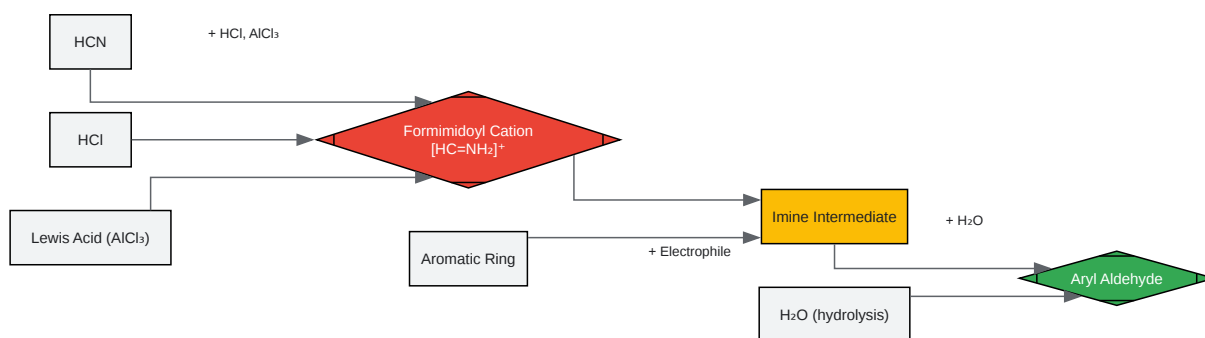 HCN
+ HCl, AlCl₃
HCl
Formimidoyl Cation
[HC=NH₂]⁺
Lewis Acid (AlCl₃)
Imine Intermediate
+ H₂O
Aromatic Ring
+ Electrophile
Aryl Aldehyde
H₂O (hydrolysis)